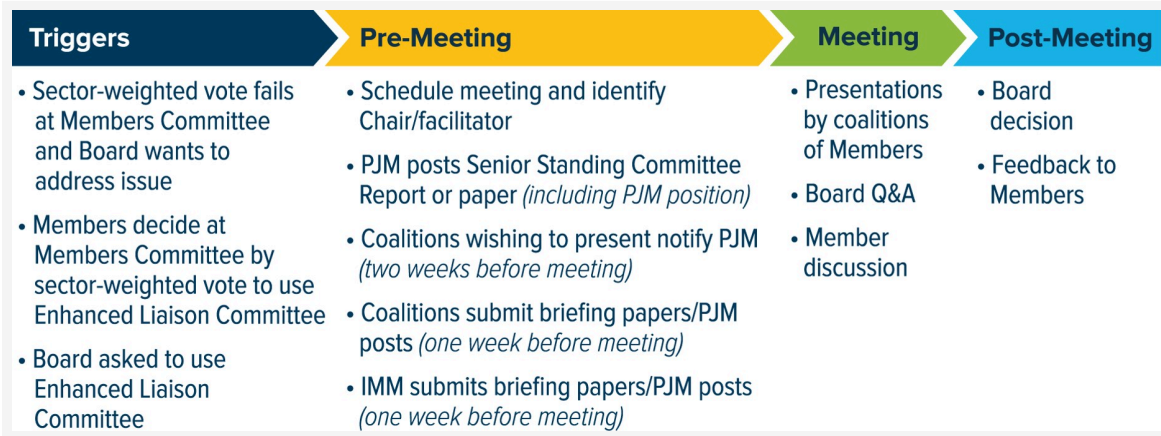 Triggers
• Sector-weighted vote fails
at Members Committee
and Board wants to
address issue
• Members decide at
Members Committee by
sector-weighted vote to use
Enhanced Liaison Committee
• Board asked to use
Enhanced Liaison
Committee
Pre-Meeting
• Schedule meeting and identify
Chair/facilitator
• PJM posts Senior Standing Committee
Report or paper (including PJM position)
• Coalitions wishing to present notify PJM
(two weeks before meeting)
• Coalitions submit briefing papers/PJM
posts (one week before meeting)
• IMM submits briefing papers/PJM posts
(one week before meeting)
Meeting
• Presentations
by coalitions
of Members
• Board Q&A
• Member
discussion
Post-Meeting
• Board
decision
• Feedback to
Members